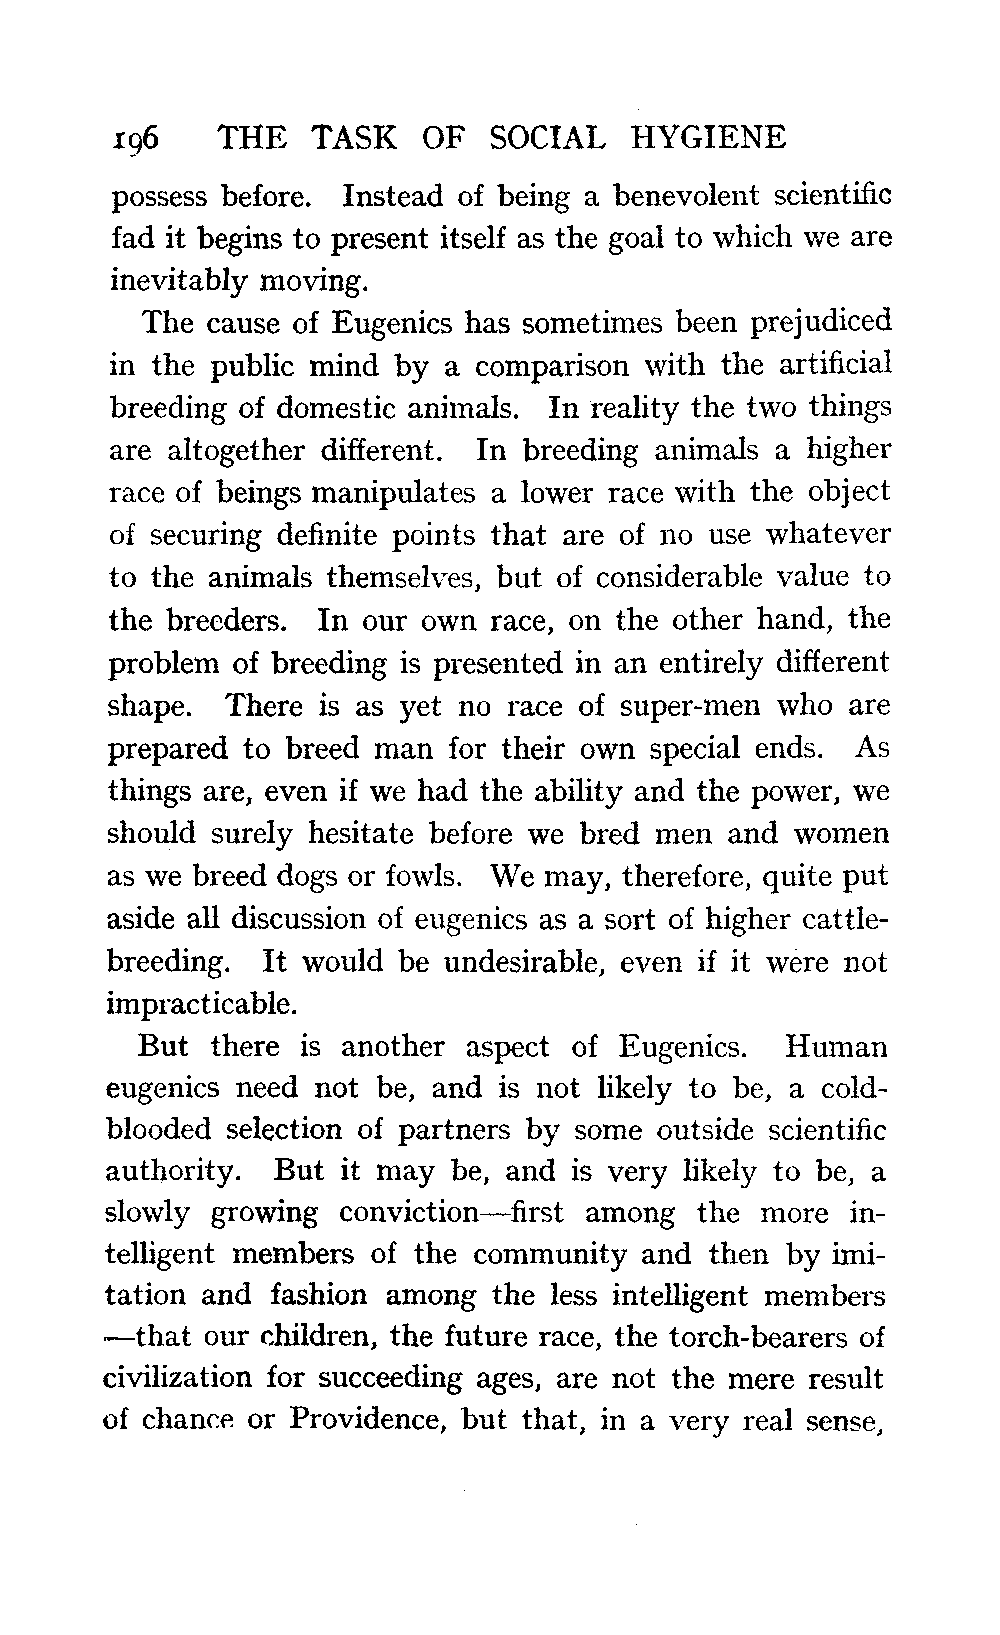 196 THE TASK OF SOCIAL HYGIENE
possess before. Instead of being a benevolent scientific
fad it begins to present itself as the goal to which we are
inevitably moving.
The cause of Eugenics has sometimes been prejudiced
in the public mind by a comparison with the artificial
breeding of domestic animals. In reality the two things
are altogether different. In breeding animals a higher
race of beings manipulates a lower race with the object
of securing definite points that are of no use whatever
to the animals themselves, but of considerable value to
the breeders. In our own race, on the other hand, the
problem of breeding is presented in an entirely different
shape. There is as yet no race of super-men who are
prepared to breed man for their own special ends. As
things are, even if we had the ability and the power, we
should surely hesitate before we bred men and women
as we breed dogs or fowls. We may, therefore, quite put
aside all discussion of eugenics as a sort of higher cattle-
breeding. It would be undesirable, even if it were not
impracticable.
But there is another aspect of Eugenics. Human
eugenics need not be, and is not likely to be, a cold-
blooded selection of partners by some outside scientific
authority. But it may be, and is very likely to be, a
slowly growing conviction—first among the more in-
telligent members of the community and then by imi-
tation and fashion among the less intelligent members
—that our children, the future race, the torch-bearers of
civilization for succeeding ages, are not the mere result
of chance or Providence, but that, in a very real sense,